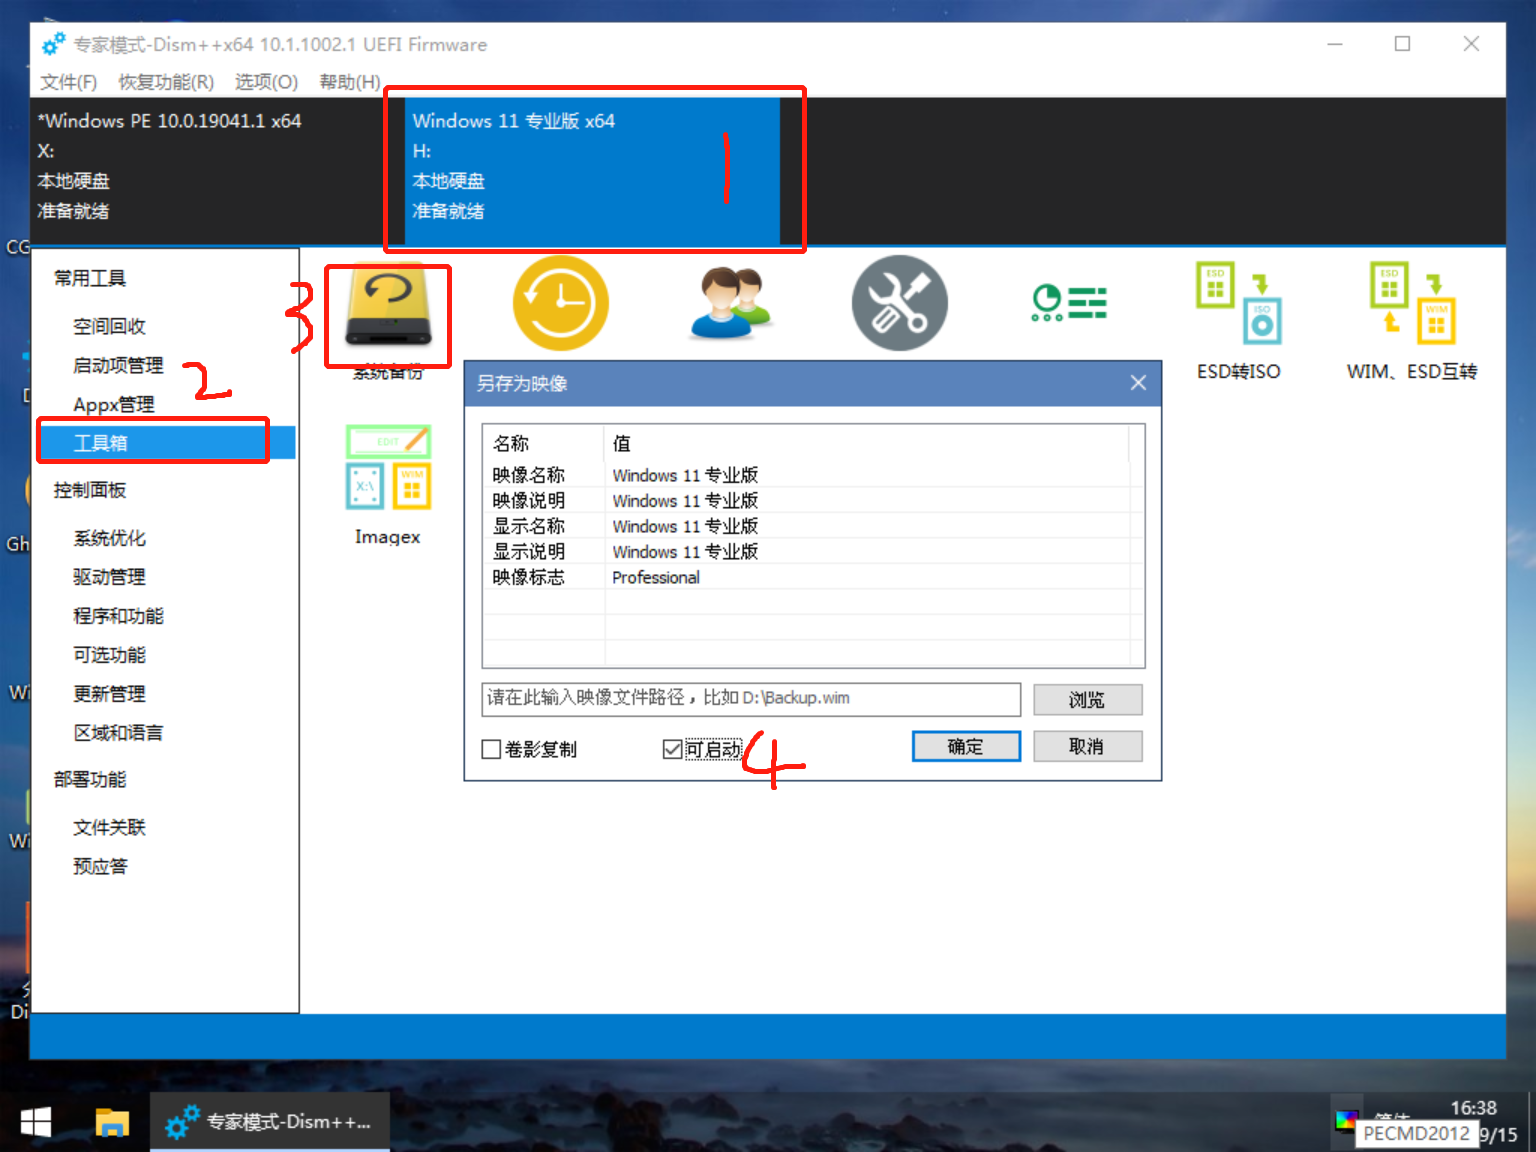 专家模式-Dism++x64 10.1.1002.1 UEFI Firmware
文件(F) 恢复功能(R) 选项(O) 帮助(H)
*Windows PE 10.0.19041.1 x64
X:
本地硬盘
准备就绪
Windows 11 专业版 x64
H:
本地硬盘
准备就绪
1
常用工具
空间回收
启动项管理
Appx管理
工具箱
控制面板
系统优化
驱动管理
程序和功能
可选功能
更新管理
区域和语言
部署功能
文件关联
预应答
2
3
系统备份
ESD
ISO
ESD转ISO
ESD
WIM
WIM、ESD互转
EDIT
X:\
WIM
Imagex
另存为映像
名称 值
映像名称 Windows 11 专业版
映像说明 Windows 11 专业版
显示名称 Windows 11 专业版
显示说明 Windows 11 专业版
映像标志 Professional
请在此输入映像文件路径，比如 D:\Backup.wim
浏览
卷影复制 可启动 确定 取消
4
CG
Gh
Wi
Wi
Di
专家模式-Dism++...
16:38
PECMD2012
9/15